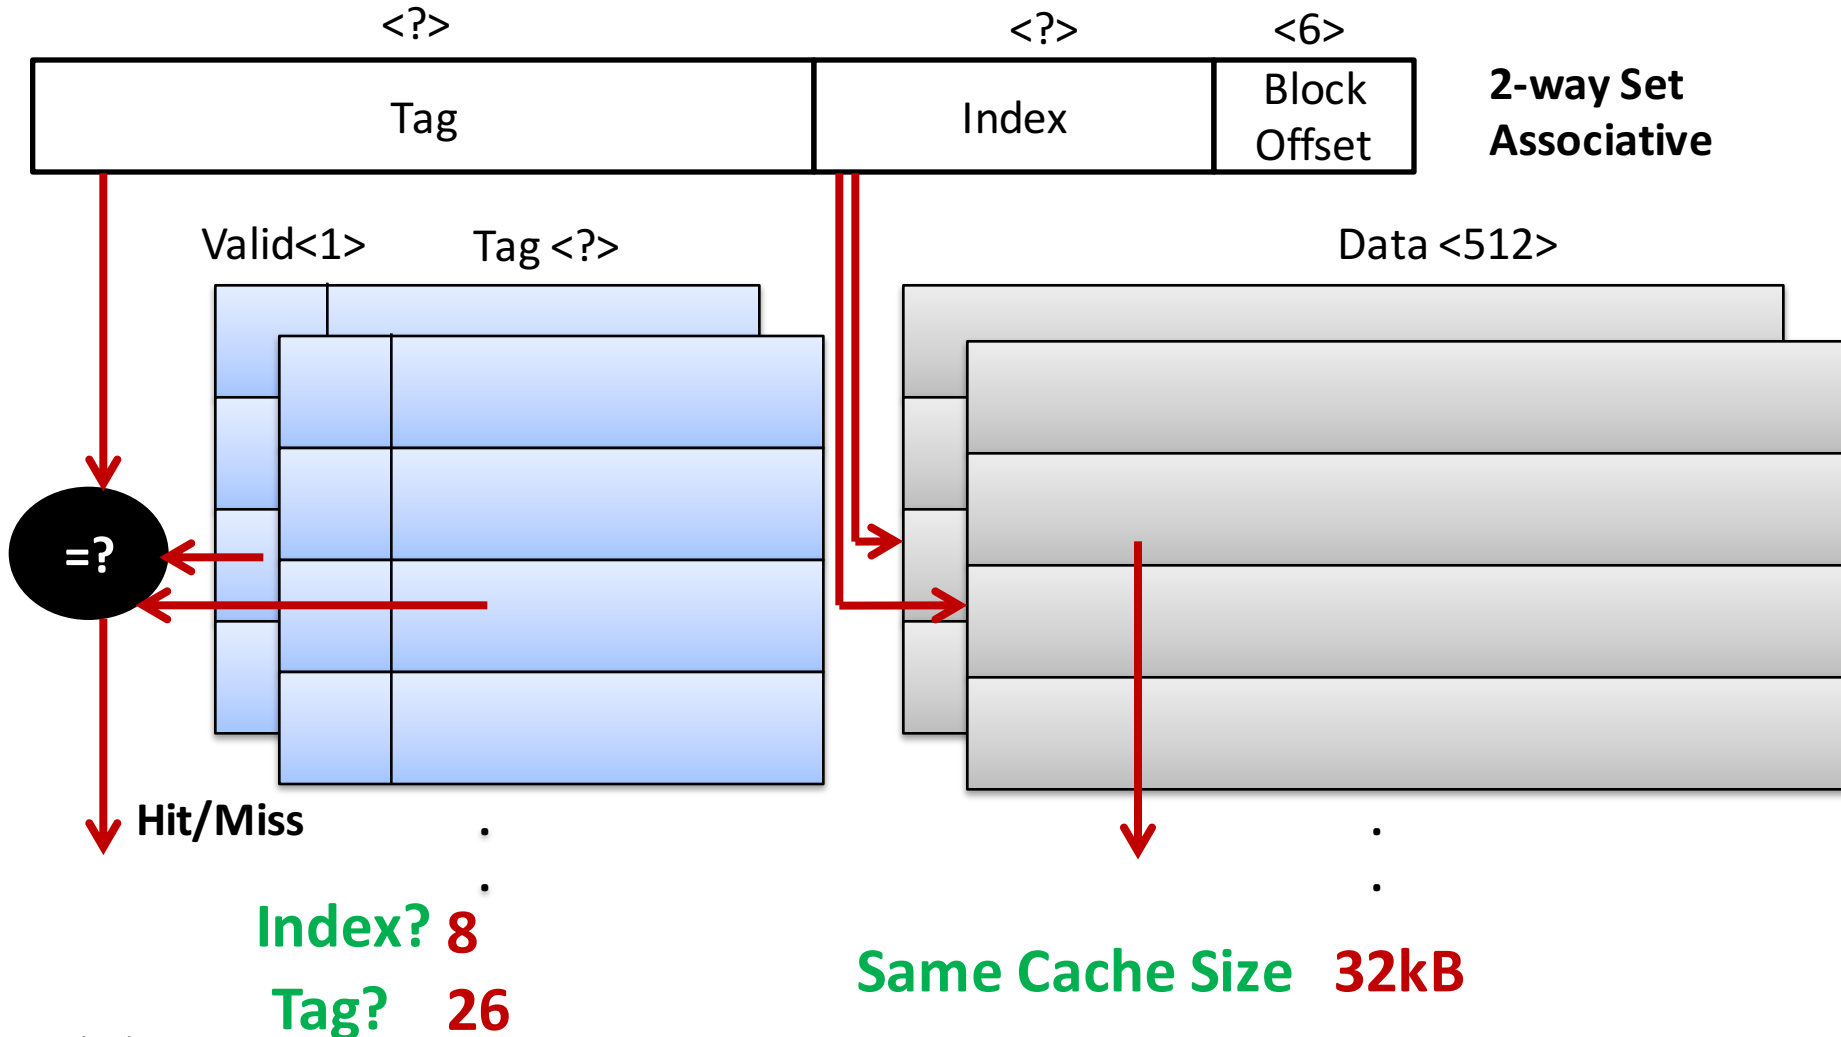 <?> <?> <6>
Tag Index Block Offset
2-way Set
Associative
Valid<1> Tag <?> Data <512>
=?
Hit/Miss
. .
. .
Index? 8
Same Cache Size 32kB
Tag? 26